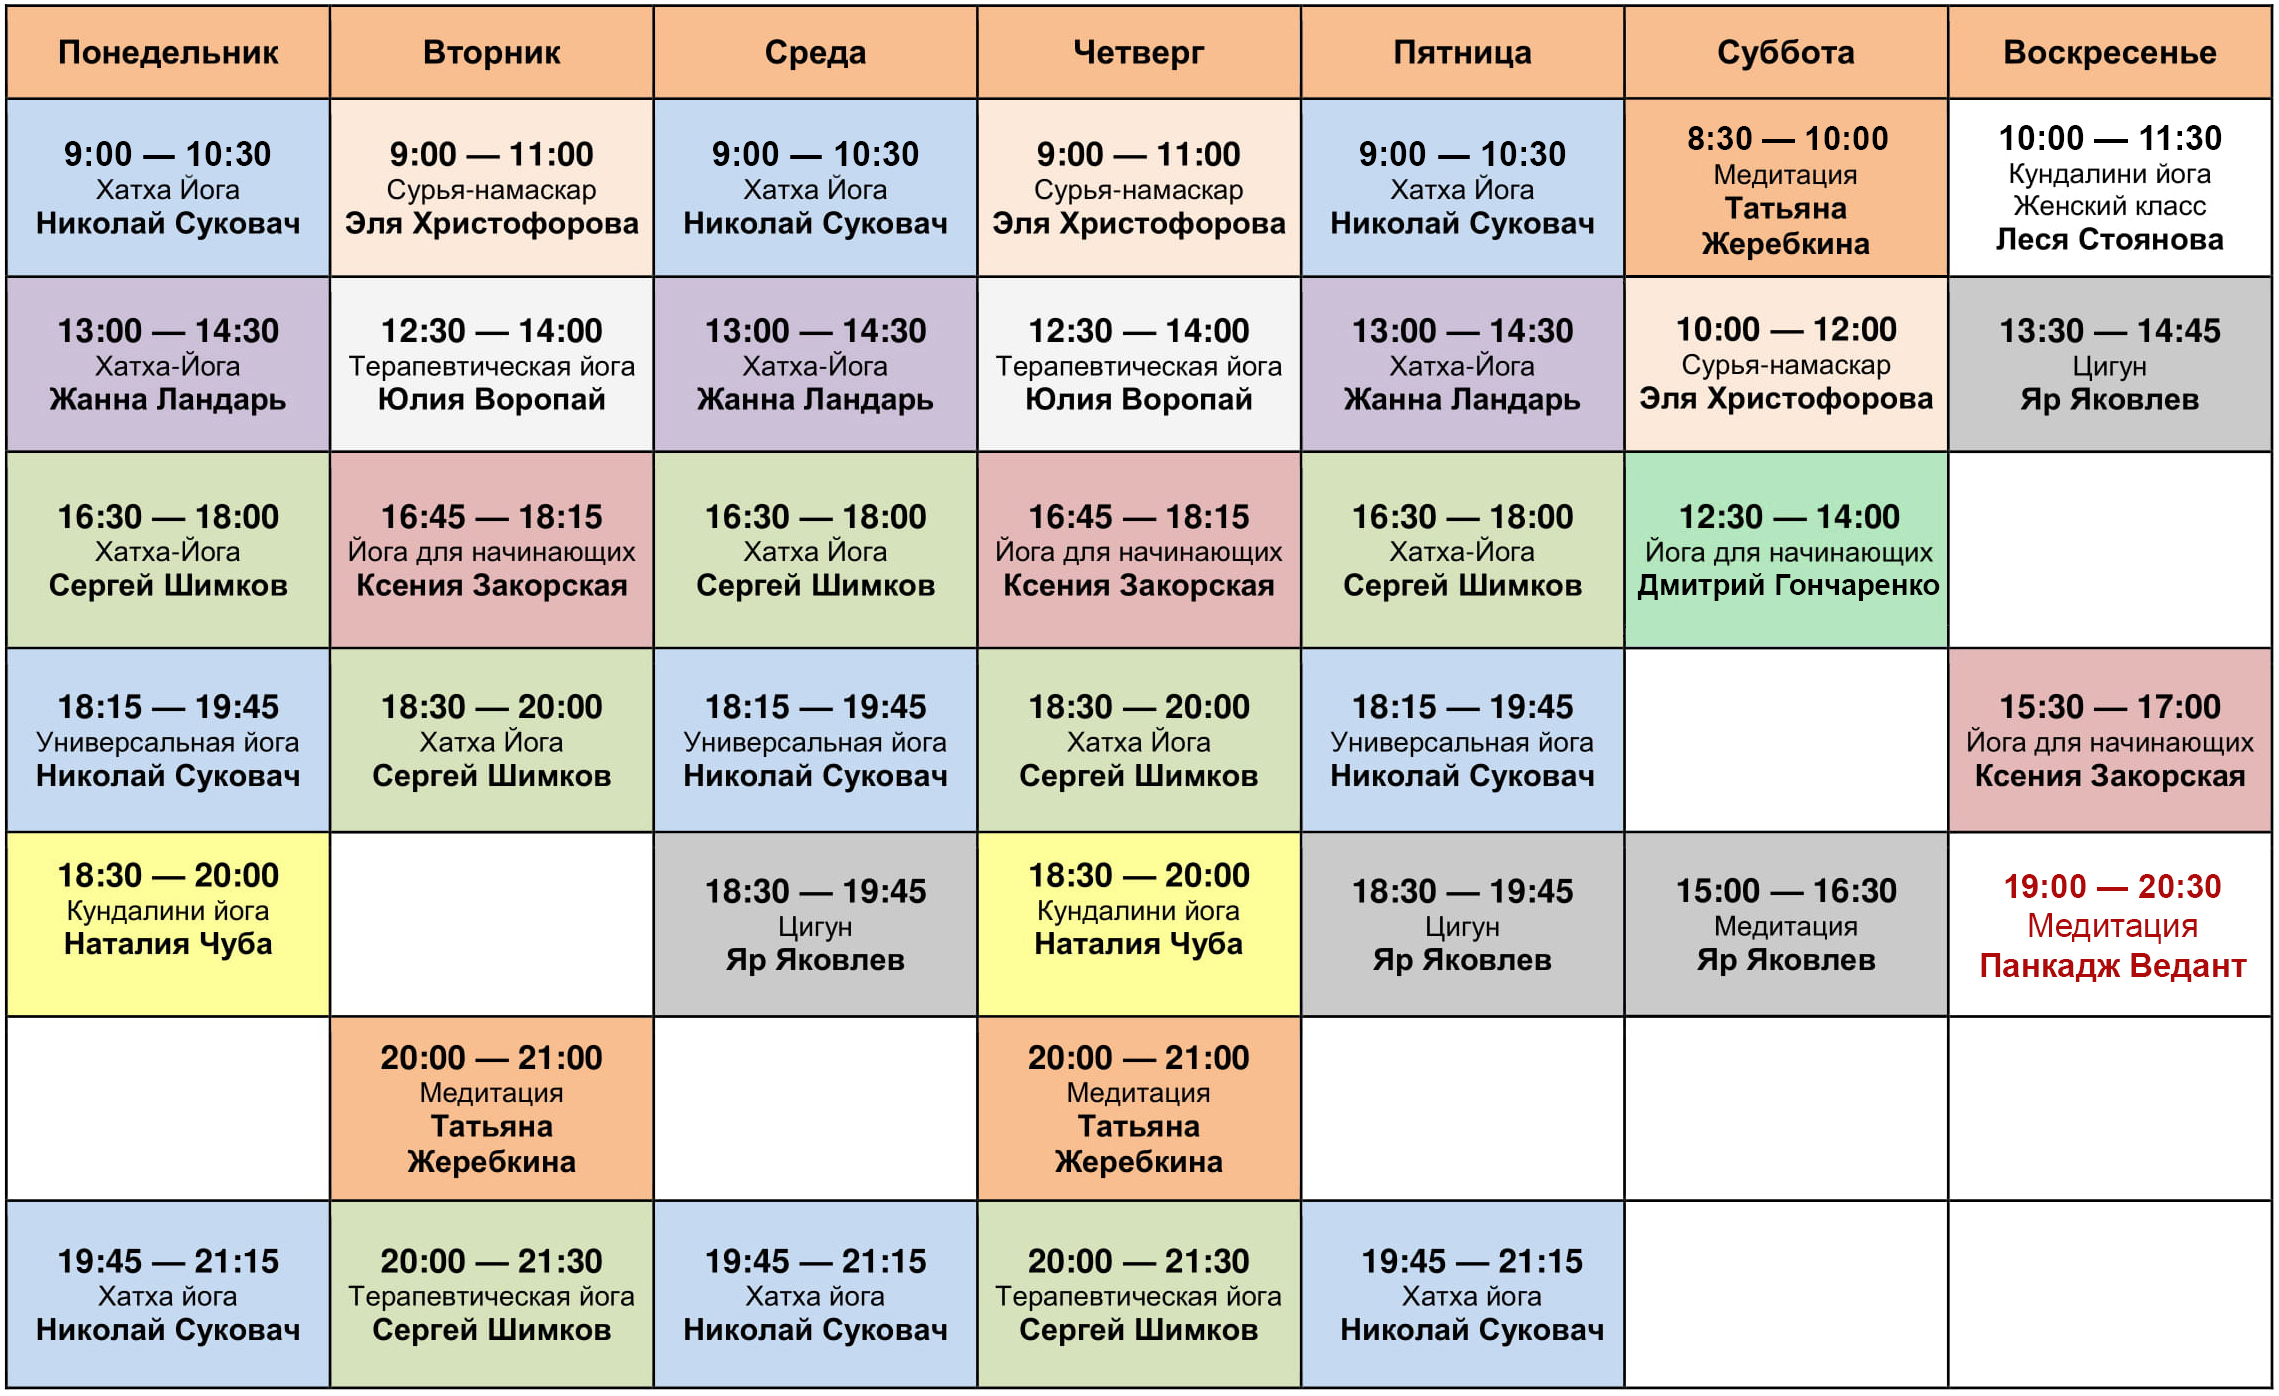 Понедельник
Вторник
Среда
Четверг
Пятница
Суббота
Воскресенье
9:00 — 10:30
Хатха Йога
Николай Суковач
9:00 — 11:00
Сурья-намаскар
Эля Христофорова
9:00 — 10:30
Хатха Йога
Николай Суковач
9:00 — 11:00
Сурья-намаскар
Эля Христофорова
9:00 — 10:30
Хатха Йога
Николай Суковач
8:30 — 10:00
Медитация
Татьяна
Жеребкина
10:00 — 11:30
Кундалини йога
Женский класс
Леся Стоянова
13:00 — 14:30
Хатха-Йога
Жанна Ландарь
12:30 — 14:00
Терапевтическая йога
Юлия Воропай
13:00 — 14:30
Хатха-Йога
Жанна Ландарь
12:30 — 14:00
Терапевтическая йога
Юлия Воропай
13:00 — 14:30
Хатха-Йога
Жанна Ландарь
10:00 — 12:00
Сурья-намаскар
Эля Христофорова
13:30 — 14:45
Цигун
Яр Яковлев
16:30 — 18:00
Хатха-Йога
Сергей Шимков
16:45 — 18:15
Йога для начинающих
Ксения Закорская
16:30 — 18:00
Хатха Йога
Сергей Шимков
16:45 — 18:15
Йога для начинающих
Ксения Закорская
16:30 — 18:00
Хатха-Йога
Сергей Шимков
12:30 — 14:00
Йога для начинающих
Дмитрий Гончаренко
18:15 — 19:45
Универсальная йога
Николай Суковач
18:30 — 20:00
Хатха Йога
Сергей Шимков
18:15 — 19:45
Универсальная йога
Николай Суковач
18:30 — 20:00
Хатха Йога
Сергей Шимков
18:15 — 19:45
Универсальная йога
Николай Суковач
15:30 — 17:00
Йога для начинающих
Ксения Закорская
18:30 — 20:00
Кундалини йога
Наталия Чуба
18:30 — 19:45
Цигун
Яр Яковлев
18:30 — 20:00
Кундалини йога
Наталия Чуба
18:30 — 19:45
Цигун
Яр Яковлев
15:00 — 16:30
Медитация
Яр Яковлев
19:00 — 20:30
Медитация
Панкадж Ведант
20:00 — 21:00
Медитация
Татьяна
Жеребкина
20:00 — 21:00
Медитация
Татьяна
Жеребкина
19:45 — 21:15
Хатха йога
Николай Суковач
20:00 — 21:30
Терапевтическая йога
Сергей Шимков
19:45 — 21:15
Хатха йога
Николай Суковач
20:00 — 21:30
Терапевтическая йога
Сергей Шимков
19:45 — 21:15
Хатха йога
Николай Суковач